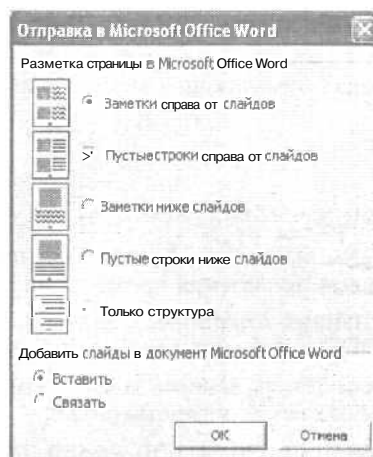 Отправка в Microsoft Office Word
Разметка страницы в Microsoft Office Word
Заметки справа от слайдов
Пустые строки справа от слайдов
Заметки ниже слайдов
Пустые строки ниже слайдов
Только структура
Добавить слайды в документ Microsoft Office Word
Вставить
Связать
OK Отмена